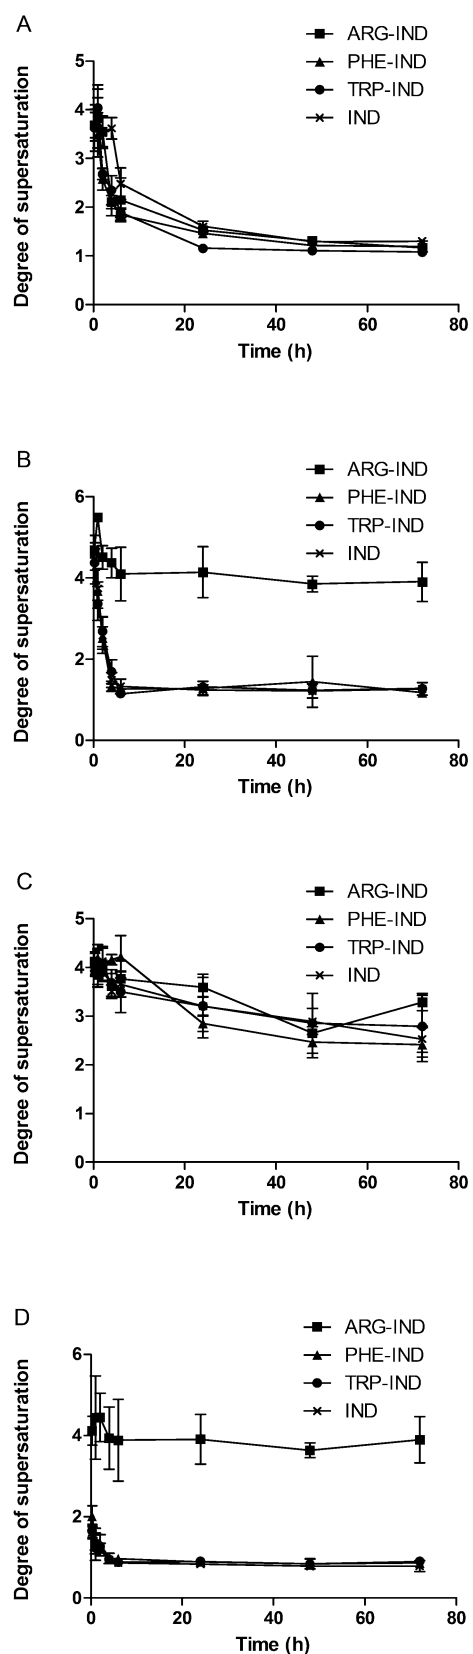 A
ARG-IND
PHE-IND
TRP-IND
IND
Degree of supersaturation
5
4
3
2
1
0
0 20 40 60 80
Time (h)
B
ARG-IND
PHE-IND
TRP-IND
IND
Degree of supersaturation
6
4
2
0
0 20 40 60 80
Time (h)
C
ARG-IND
PHE-IND
TRP-IND
IND
Degree of supersaturation
5
4
3
2
1
0
0 20 40 60 80
Time (h)
D
ARG-IND
PHE-IND
TRP-IND
IND
Degree of supersaturation
6
4
2
0
0 20 40 60 80
Time (h)